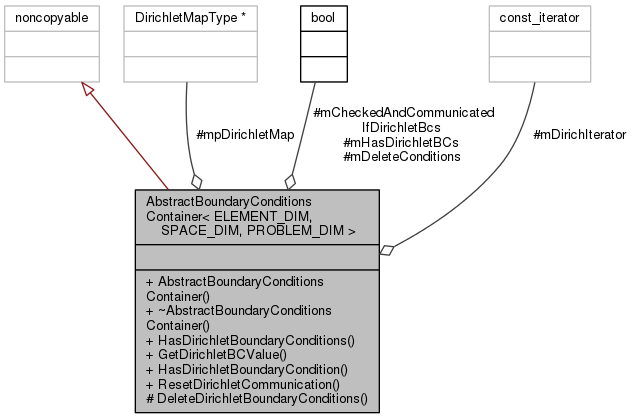 noncopyable
DirichletMapType *
bool
const_iterator
#mpDirichletMap
#mCheckedAndCommunicated
IfDirichletBcs
#mHasDirichletBCs
#mDeleteConditions
#mDirichIterator
AbstractBoundaryConditions
Container< ELEMENT_DIM,
SPACE_DIM, PROBLEM_DIM >
+ AbstractBoundaryConditions
Container()
+ ~AbstractBoundaryConditions
Container()
+ HasDirichletBoundaryConditions()
+ GetDirichletBCValue()
+ HasDirichletBoundaryCondition()
+ ResetDirichletCommunication()
# DeleteDirichletBoundaryConditions()